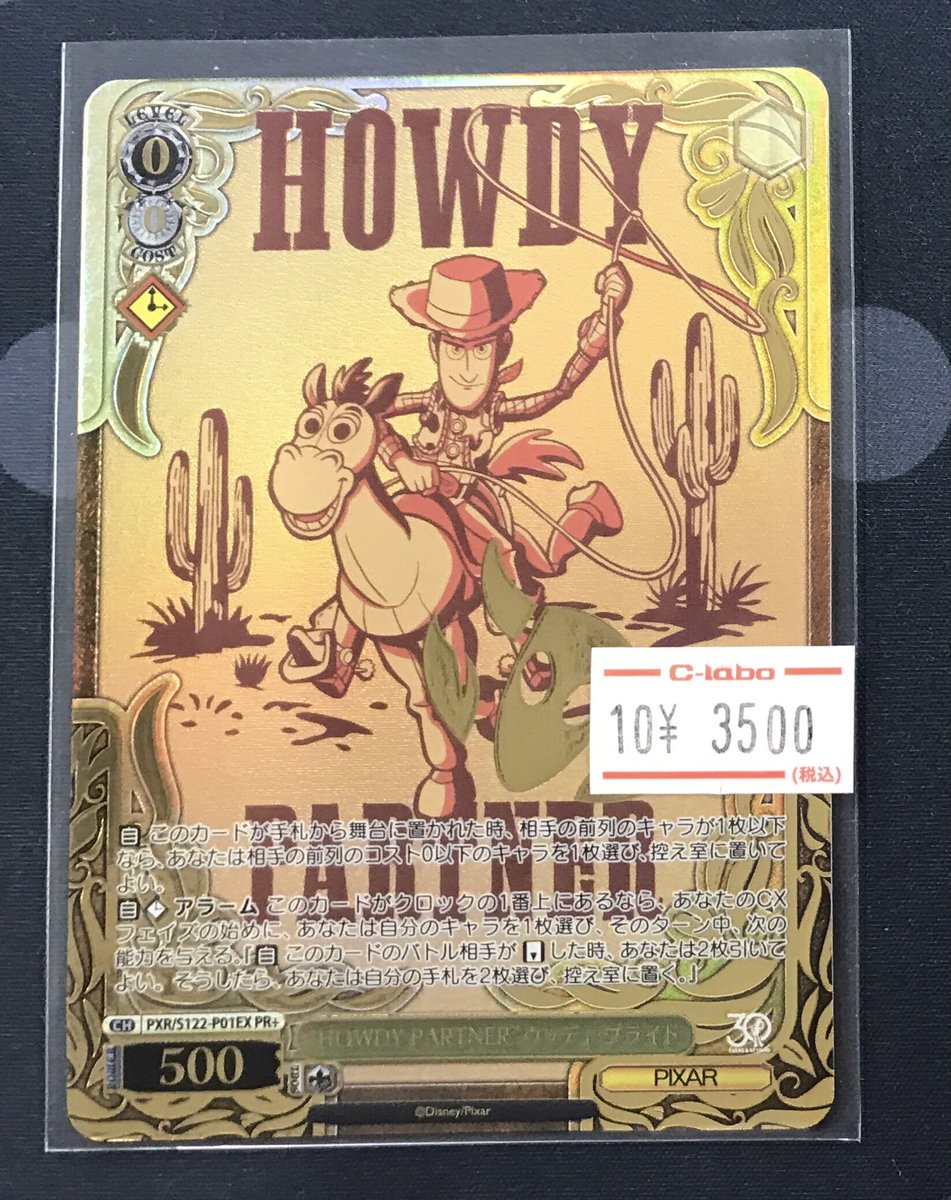 LEVEL
0
0
COST
HOWDY
C-labo
10¥ 3500
(税込)
PARTNER
自 このカードが手札から舞台に置かれた時、相手の前列のキャラが1枚以下
なら、あなたは相手の前列のコスト0以下のキャラを1枚選び、控え室に置いて
よい。
自 アラーム このカードがクロックの1番上にあるなら、あなたのCX
フェイズの始めに、あなたは自分のキャラを1枚選び、そのターン中、次の
能力を与える。『自 このカードのバトル相手が した時、あなたは2枚引いて
よい。そうしたら、あなたは自分の手札を2枚選び、控え室に置く。』
CH PXR/S122-P01EX PR+
"HOWDY PARTNER"ウッディ&ブライド
POWER
500
SOUL
PIXAR
©Disney/Pixar